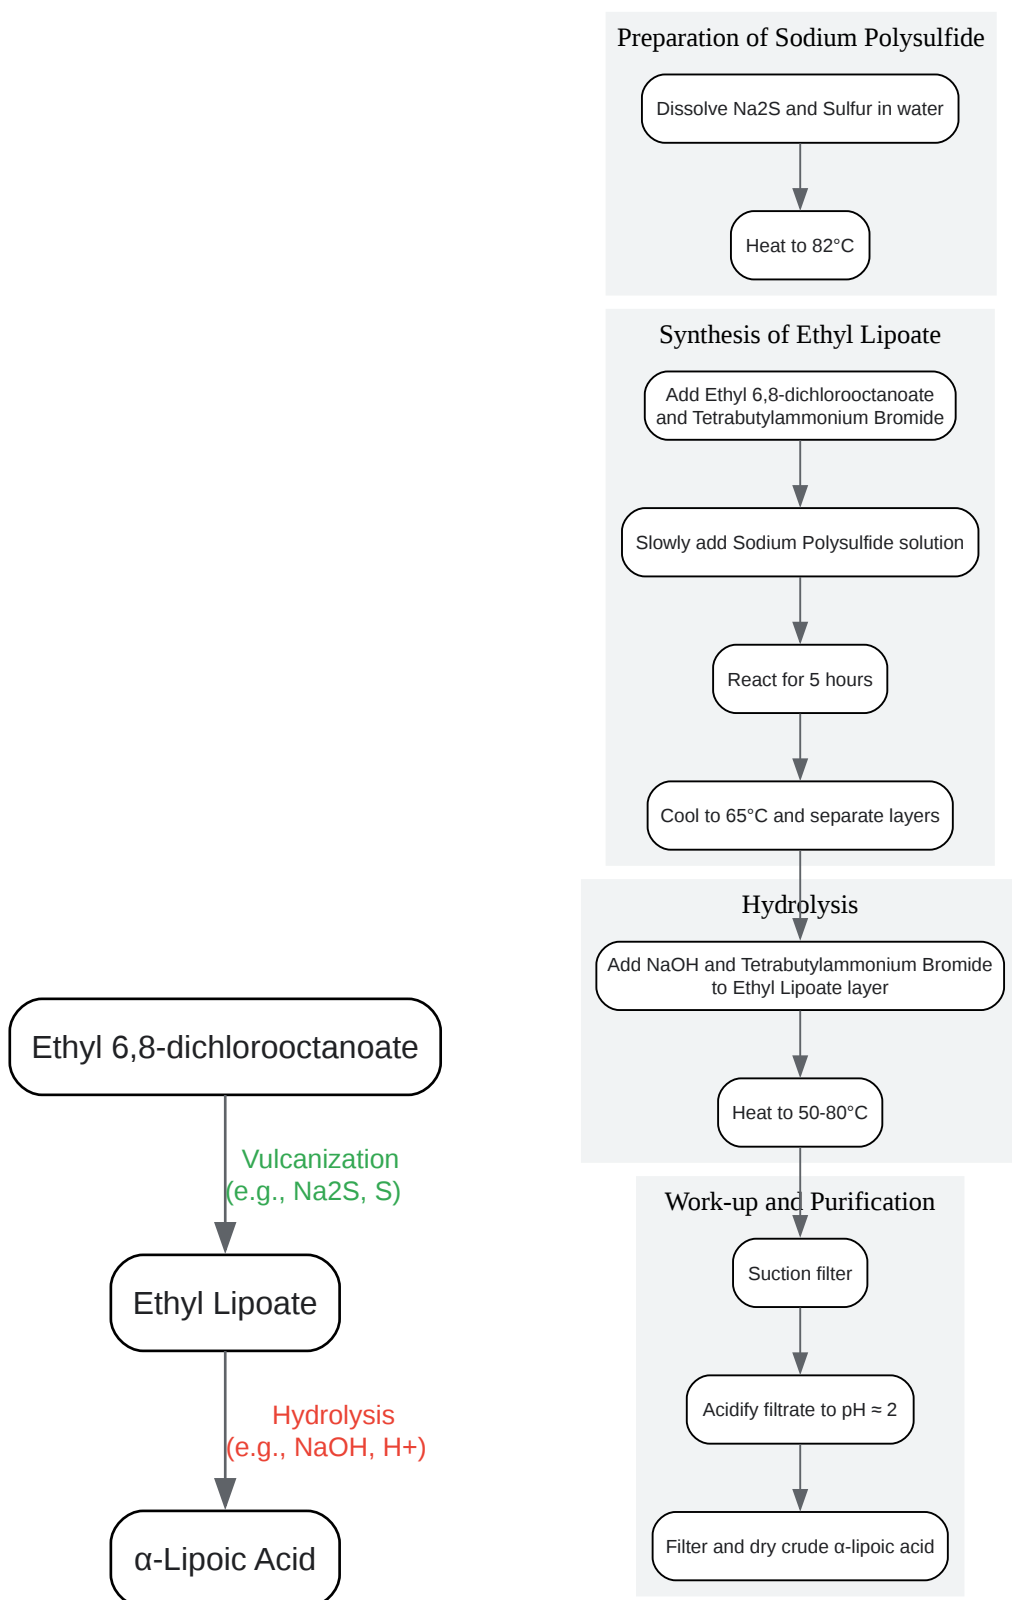 Preparation of Sodium Polysulfide
Dissolve Na2S and Sulfur in water
Heat to 82°C
Synthesis of Ethyl Lipoate
Add Ethyl 6,8-dichlorooctanoate
and Tetrabutylammonium Bromide
Slowly add Sodium Polysulfide solution
React for 5 hours
Cool to 65°C and separate layers
Hydrolysis
Add NaOH and Tetrabutylammonium Bromide
to Ethyl Lipoate layer
Heat to 50-80°C
Work-up and Purification
Suction filter
Acidify filtrate to pH ≈ 2
Filter and dry crude α-lipoic acid
Ethyl 6,8-dichlorooctanoate
Vulcanization
(e.g., Na2S, S)
Ethyl Lipoate
Hydrolysis
(e.g., NaOH, H+)
α-Lipoic Acid